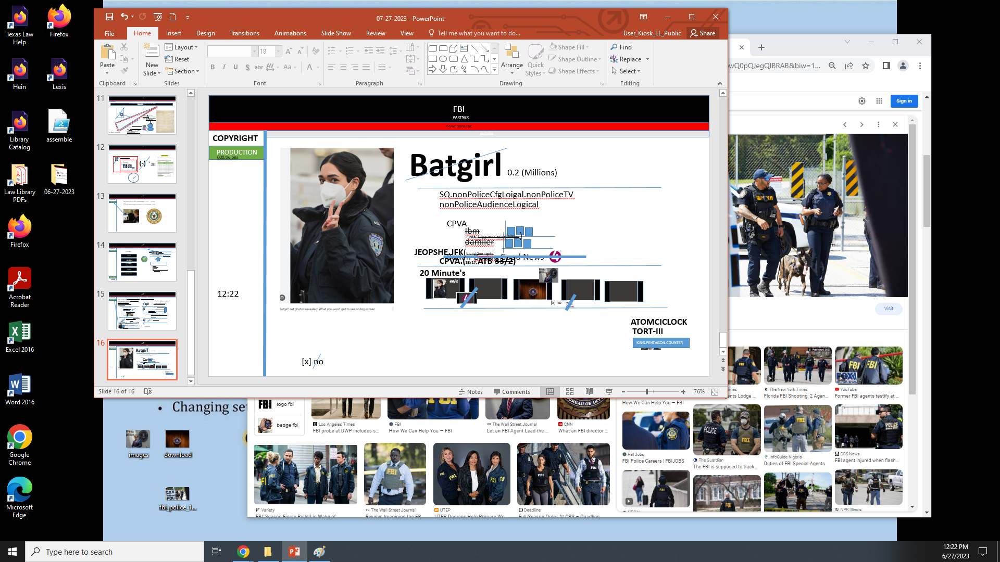 Texas Law
Help
Firefox
Hein
Lexis
Library
Catalog
assemble
Law Library
PDFs
06-27-2023
Firefox
Acrobat
Reader
Excel 2016
Word 2016
Google
Chrome
Microsoft
Edge
07-27-2023 - PowerPoint
File
Home
Insert
Design
Transitions
Animations
Slide Show
Review
View
Tell me what you want to do...
User_Kiosk_LL_Public
Share
Paste
Clipboard
New
Slide
Layout
Reset
Section
Slides
18
B I U S abc AV Aa A
Font
Paragraph
Arrange
Quick
Styles
Shape Fill
Shape Outline
Shape Effects
Drawing
Find
Replace
Select
Editing
11
12
13
14
15
16
Batgirl
FBI
PARTNER
development
COPYRIGHT
PRODUCTION
000.tw.pns
12:22
Batgirl 0.2 (Millions)
SQ.nonPoliceCfgLoigal.nonPoliceTV
nonPoliceAudienceLogical
CPVA
Ibm
damiler
JEOPSHE.JFK(
CPVA.(
ATB 33/2)
20 Minute's
33/2
[x] no
Batgirl' set photos revealed: What you won't get to see on big screen
ATOMCICLOCK
TORT-III
KING.PENTAGON.COUNTER
[x] no
Slide 16 of 16
Notes
Comments
76%
wQ0pQJegQIBRAB&biw=1...
Sign in
Visit
• Changing set
images
download
fbi_police_1...
FBI
logo fbi
badge fbi
Los Angeles Times
FBI probe at DWP includes s...
FBI
How We Can Help You — FBI
The Wall Street Journal
Let an FBI Agent Lead the ...
CNN
What an FBI director ...
Variety
FBI' Season Finale Pulled in Wake of
The Wall Street Journal
Review: Imagining the FB
UTEP
UTEP Degrees Help Prepare Wo
Deadline
Full-Season Order At CBS – Deadline
How We Can Help You — FBI
ents Lodge ...
Published 2021
The New York Times
Florida FBI Shooting: 2 Agen...
FOX
BUSINESS
YouTube
Former FBI agents testify at ...
FBI Jobs
FBI Police Careers | FBIJOBS
POLICE
FBI
The Guardian
The FBI is supposed to track...
InfoGuide Nigeria
Duties of FBI Special Agents
POLICE
CBS News
FBI agent injured when flash...
NPR Illinois
Type here to search
12:22 PM
6/27/2023